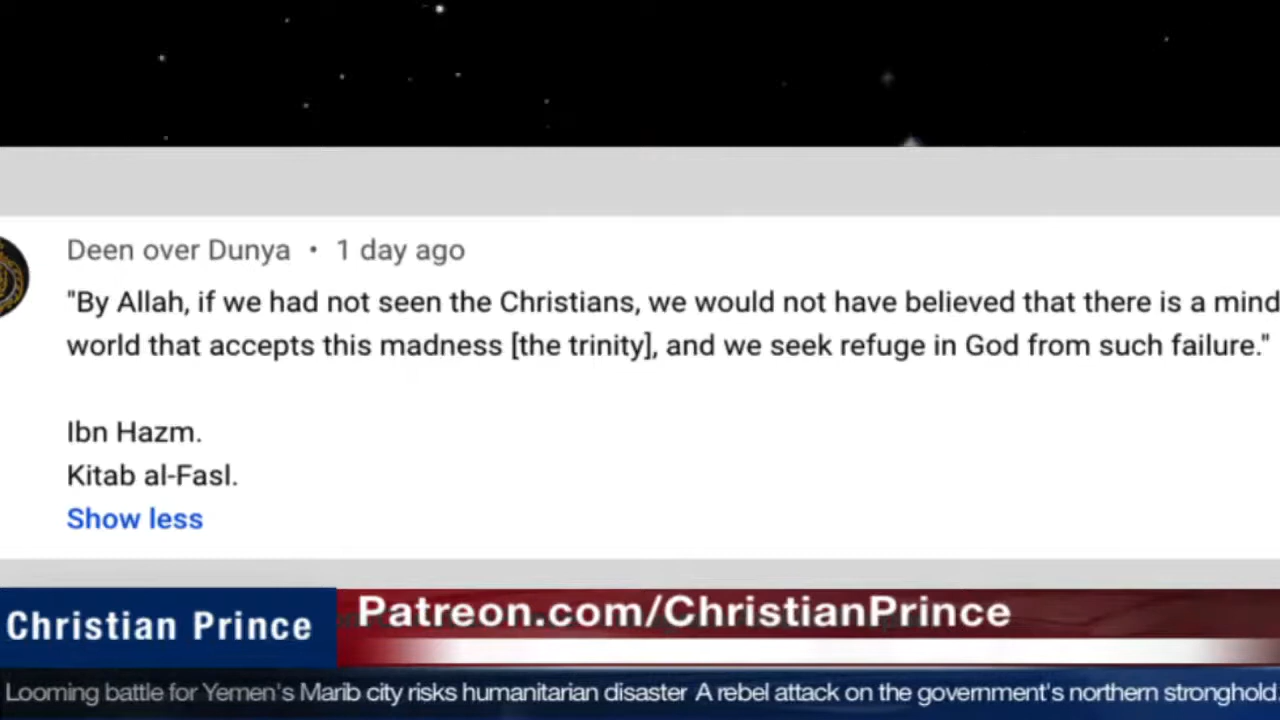 Deen over Dunya • 1 day ago
"By Allah, if we had not seen the Christians, we would not have believed that there is a mind
world that accepts this madness [the trinity], and we seek refuge in God from such failure."
Ibn Hazm.
Kitab al-Fasl.
Show less
Christian Prince
Patreon.com/ChristianPrince
Looming battle for Yemen's Marib city risks humanitarian disaster A rebel attack on the government's northern stronghold